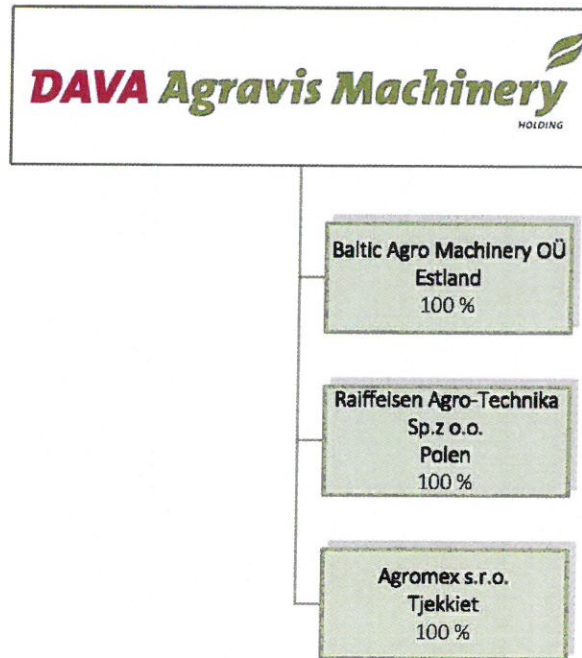 DAVA Agravis Machinery
HOLDING
Baltic Agro Machinery OÜ
Estland
100 %
Raiffeisen Agro-Technika
Sp.z o.o.
Polen
100 %
Agromex s.r.o.
Tjekkiet
100 %